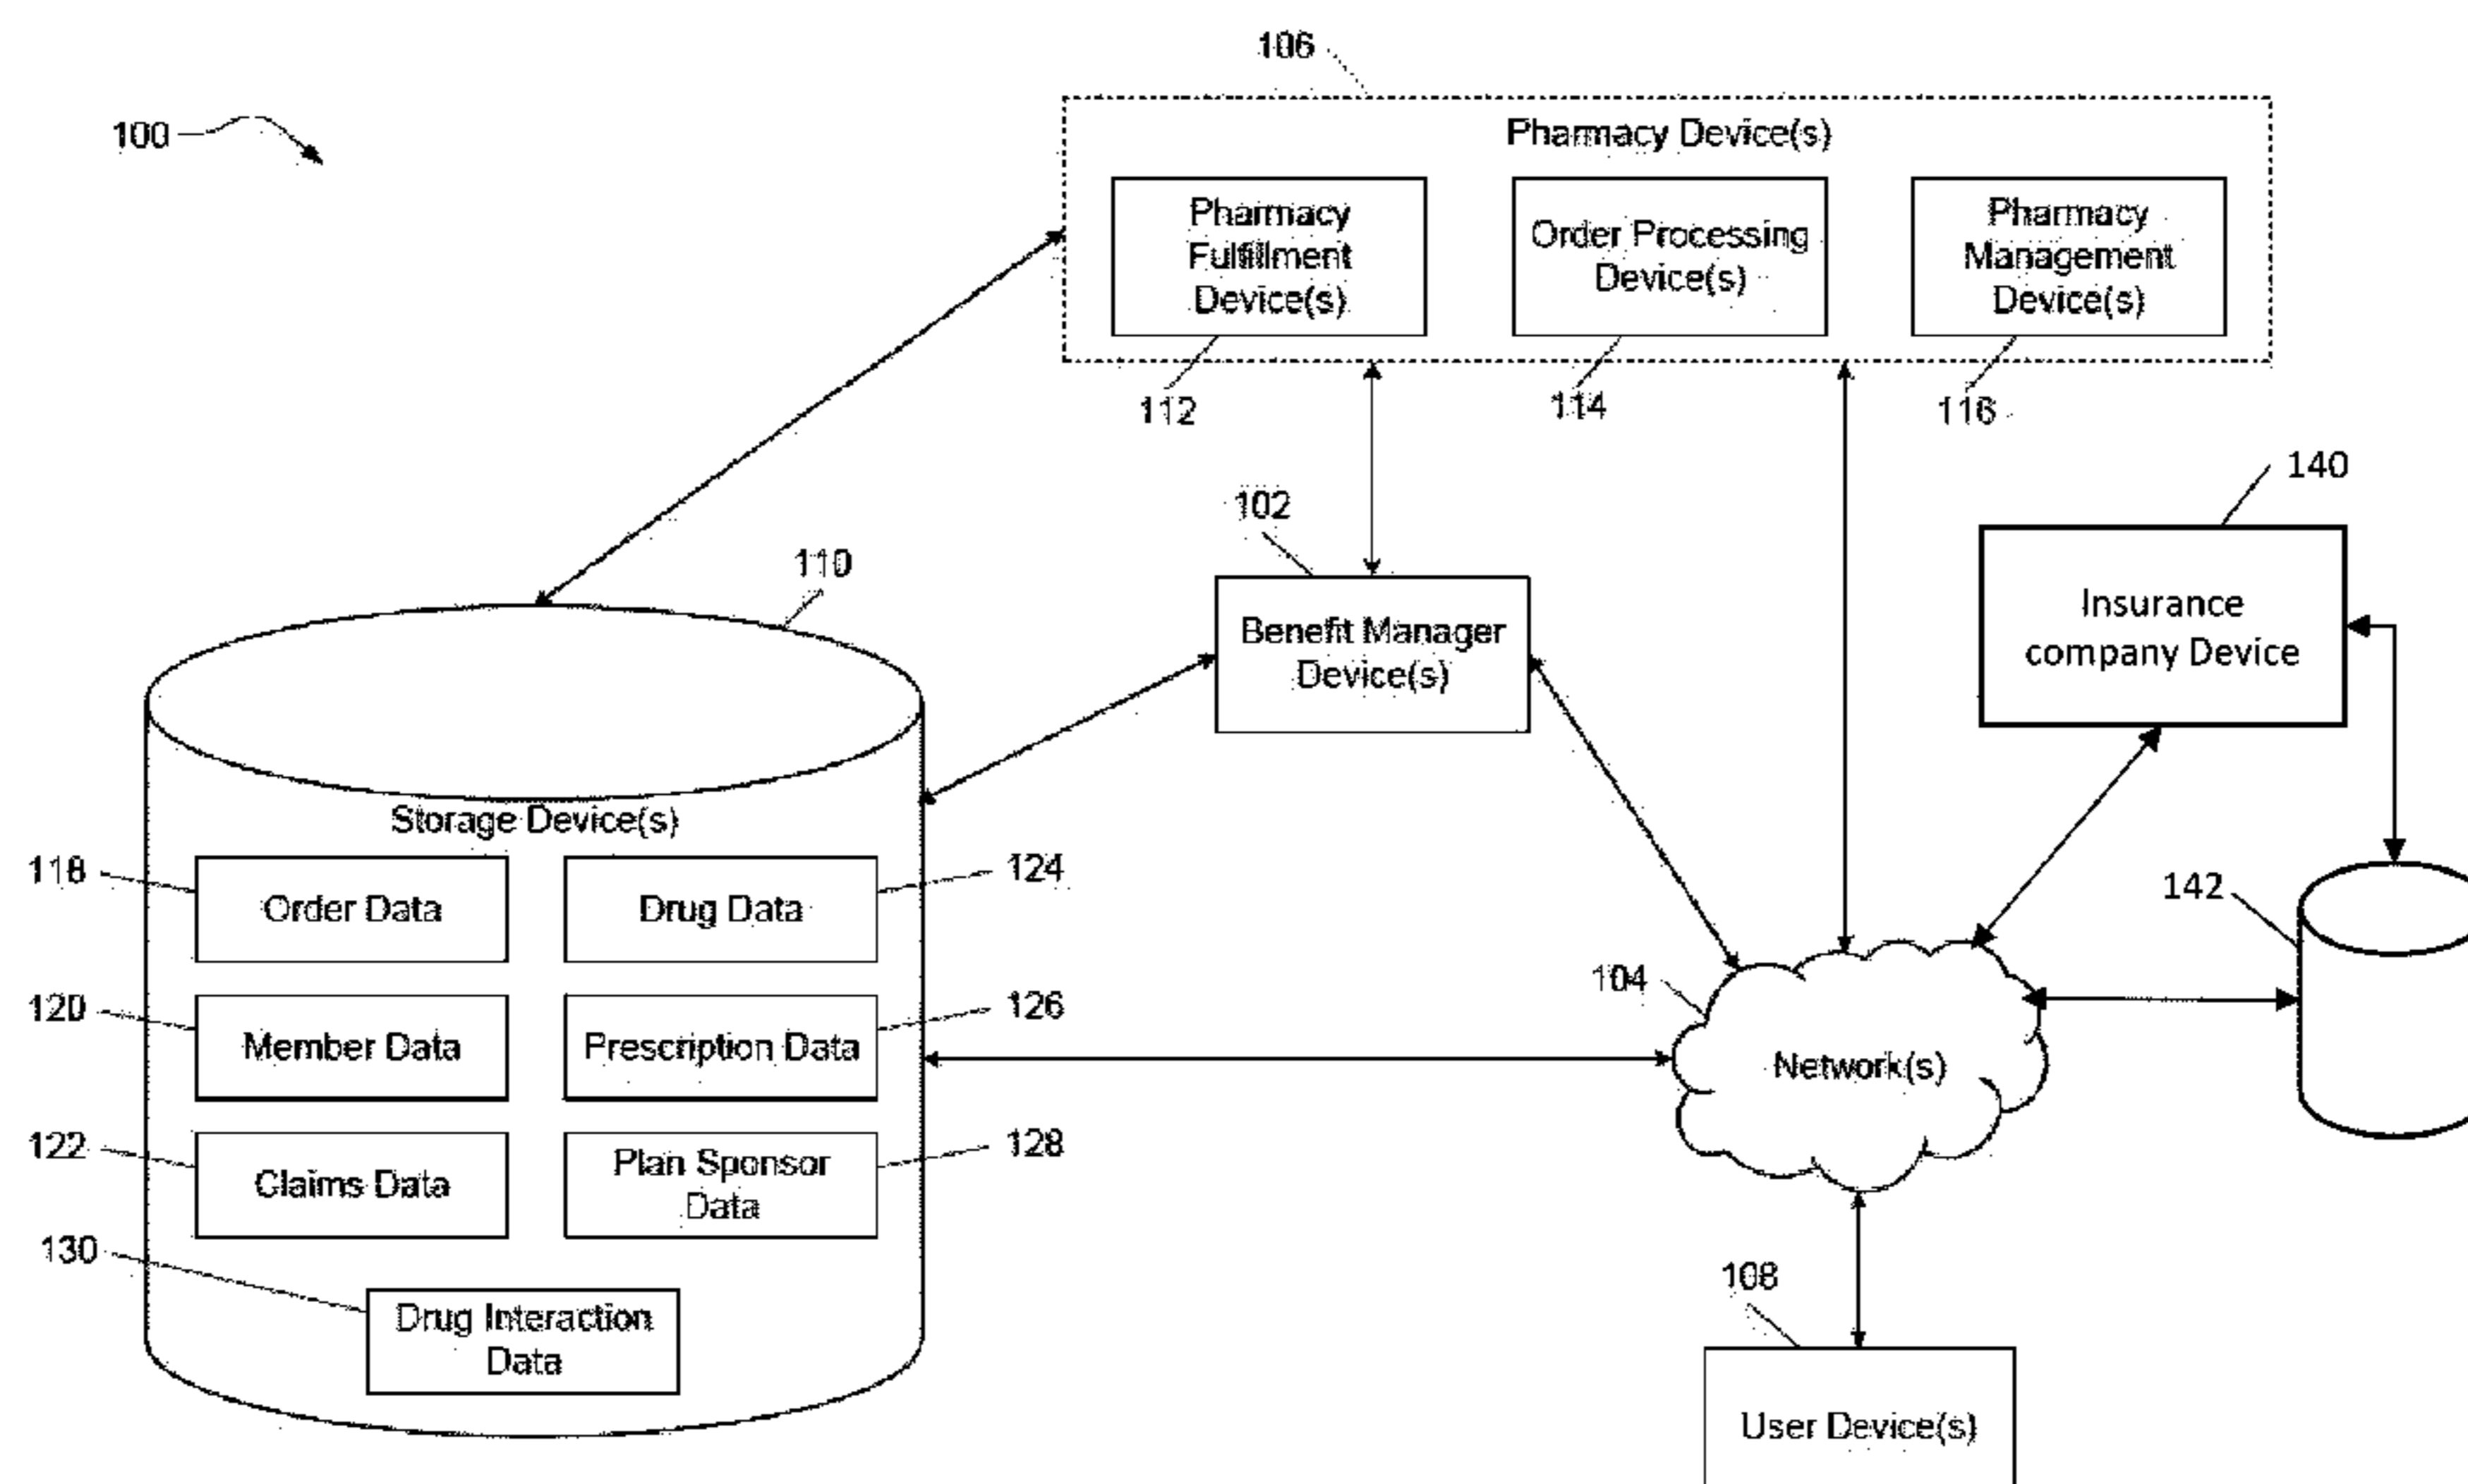 106
100
Pharmacy Device(s)
Pharmacy
Fulfillment
Device(s)
Order Processing
Device(s)
Pharmacy
Management
Device(s)
112
114
116
140
102
110
Benefit Manager
Device(s)
Insurance
company Device
Storage Device(s)
118
Order Data
Drug Data
124
142
120
Member Data
Prescription Data
126
104
Network(s)
122
Claims Data
Plan Sponsor
Data
128
130
Drug Interaction
Data
108
User Device(s)